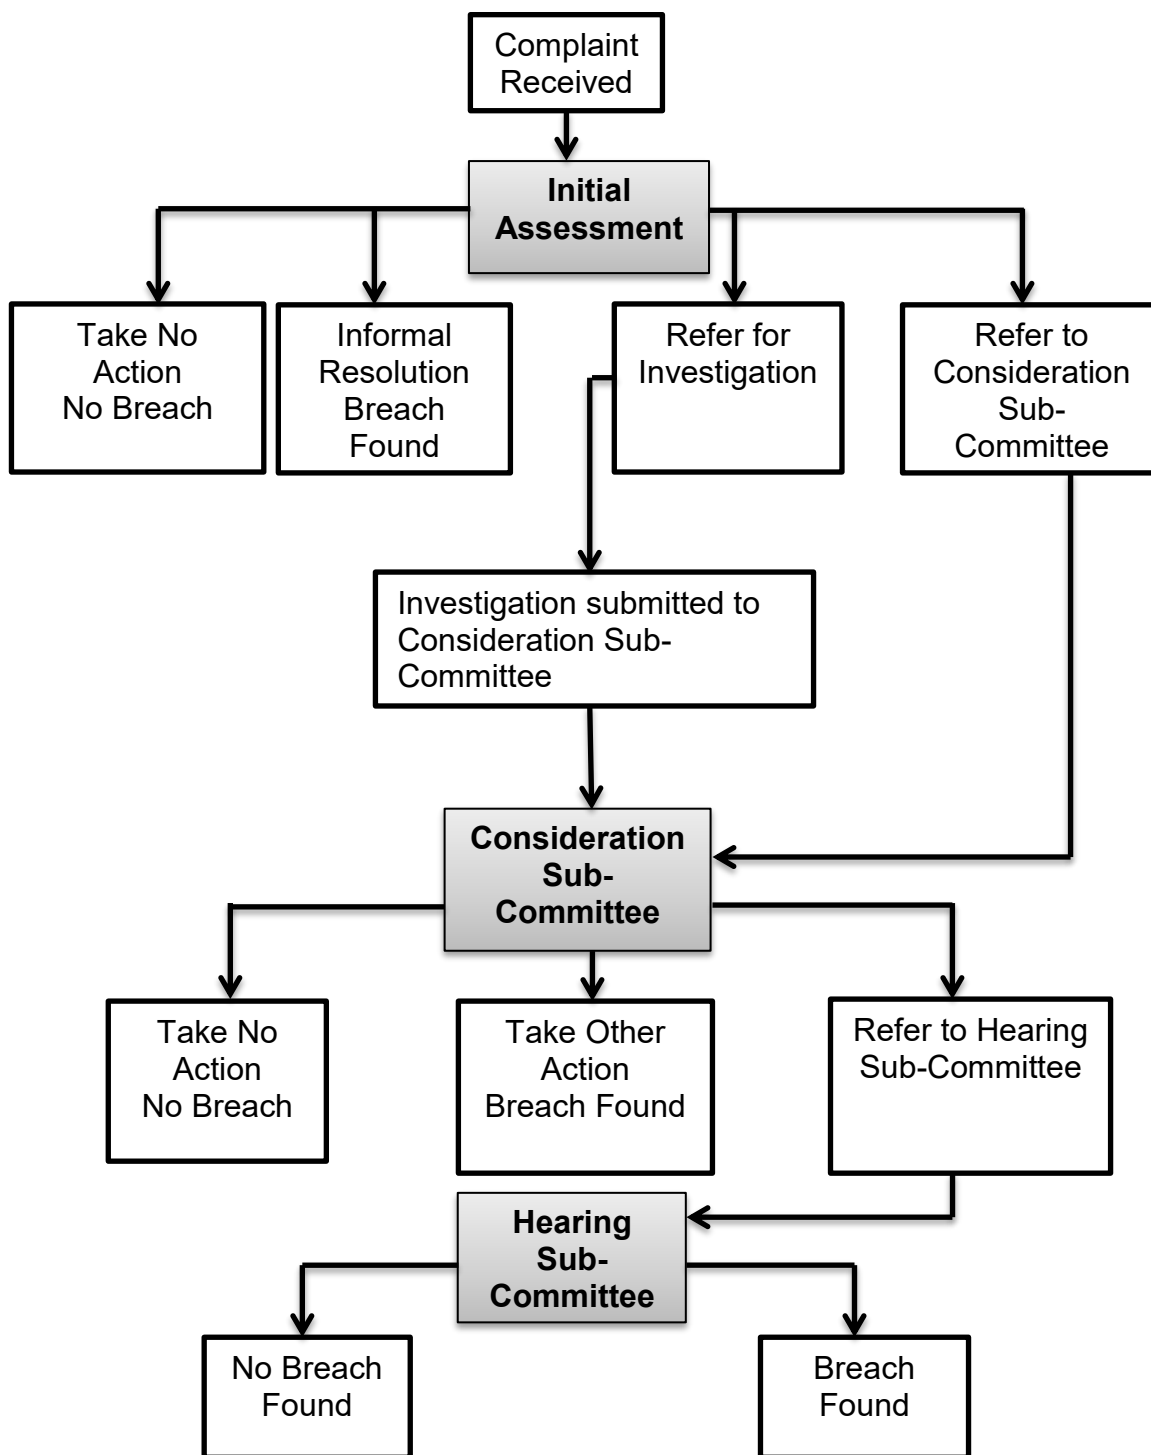 Complaint
Received
Initial
Assessment
Take No
Action
No Breach
Informal
Resolution
Breach
Found
Refer for
Investigation
Refer to
Consideration
Sub-
Committee
Investigation submitted to
Consideration Sub-
Committee
Consideration
Sub-
Committee
Take No
Action
No Breach
Take Other
Action
Breach Found
Refer to Hearing
Sub-Committee
Hearing
Sub-
Committee
No Breach
Found
Breach
Found